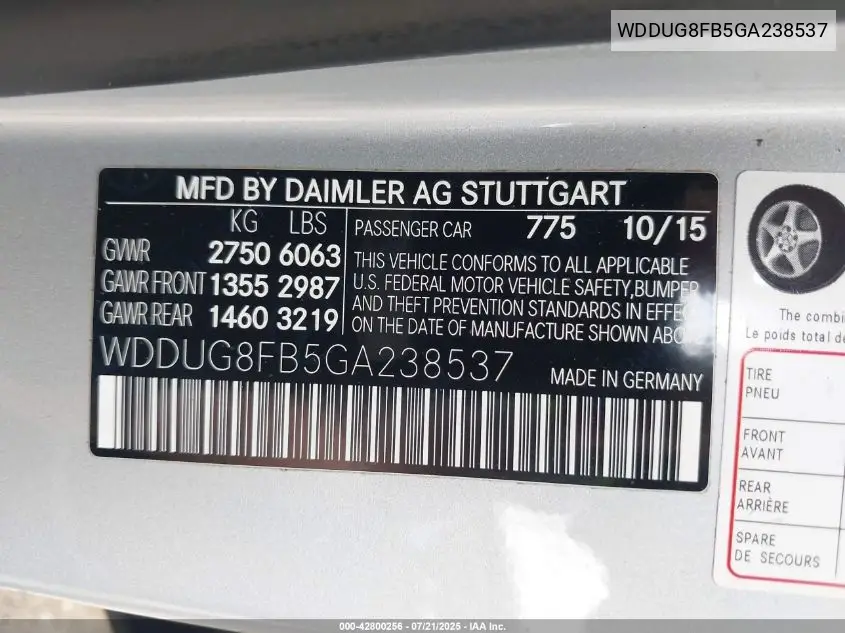 WDDUG8FB5GA238537
MFD BY DAIMLER AG STUTTGART
KG LBS
GVWR 2750 6063
GAWR FRONT 1355 2987
GAWR REAR 1460 3219
PASSENGER CAR 775 10/15
THIS VEHICLE CONFORMS TO ALL APPLICABLE
U.S. FEDERAL MOTOR VEHICLE SAFETY,BUMPER
AND THEFT PREVENTION STANDARDS IN
ON THE DATE OF MANUFACTURE SHOWN
WDDUG8FB5GA238537
MADE IN GERMANY
The
Le poids total
TIRE
PNEU
FRONT
AVANT
REAR
ARRIÈRE
SPARE
DE SECOURS
000-42800256 - 07/21/2025 - IAA Inc.